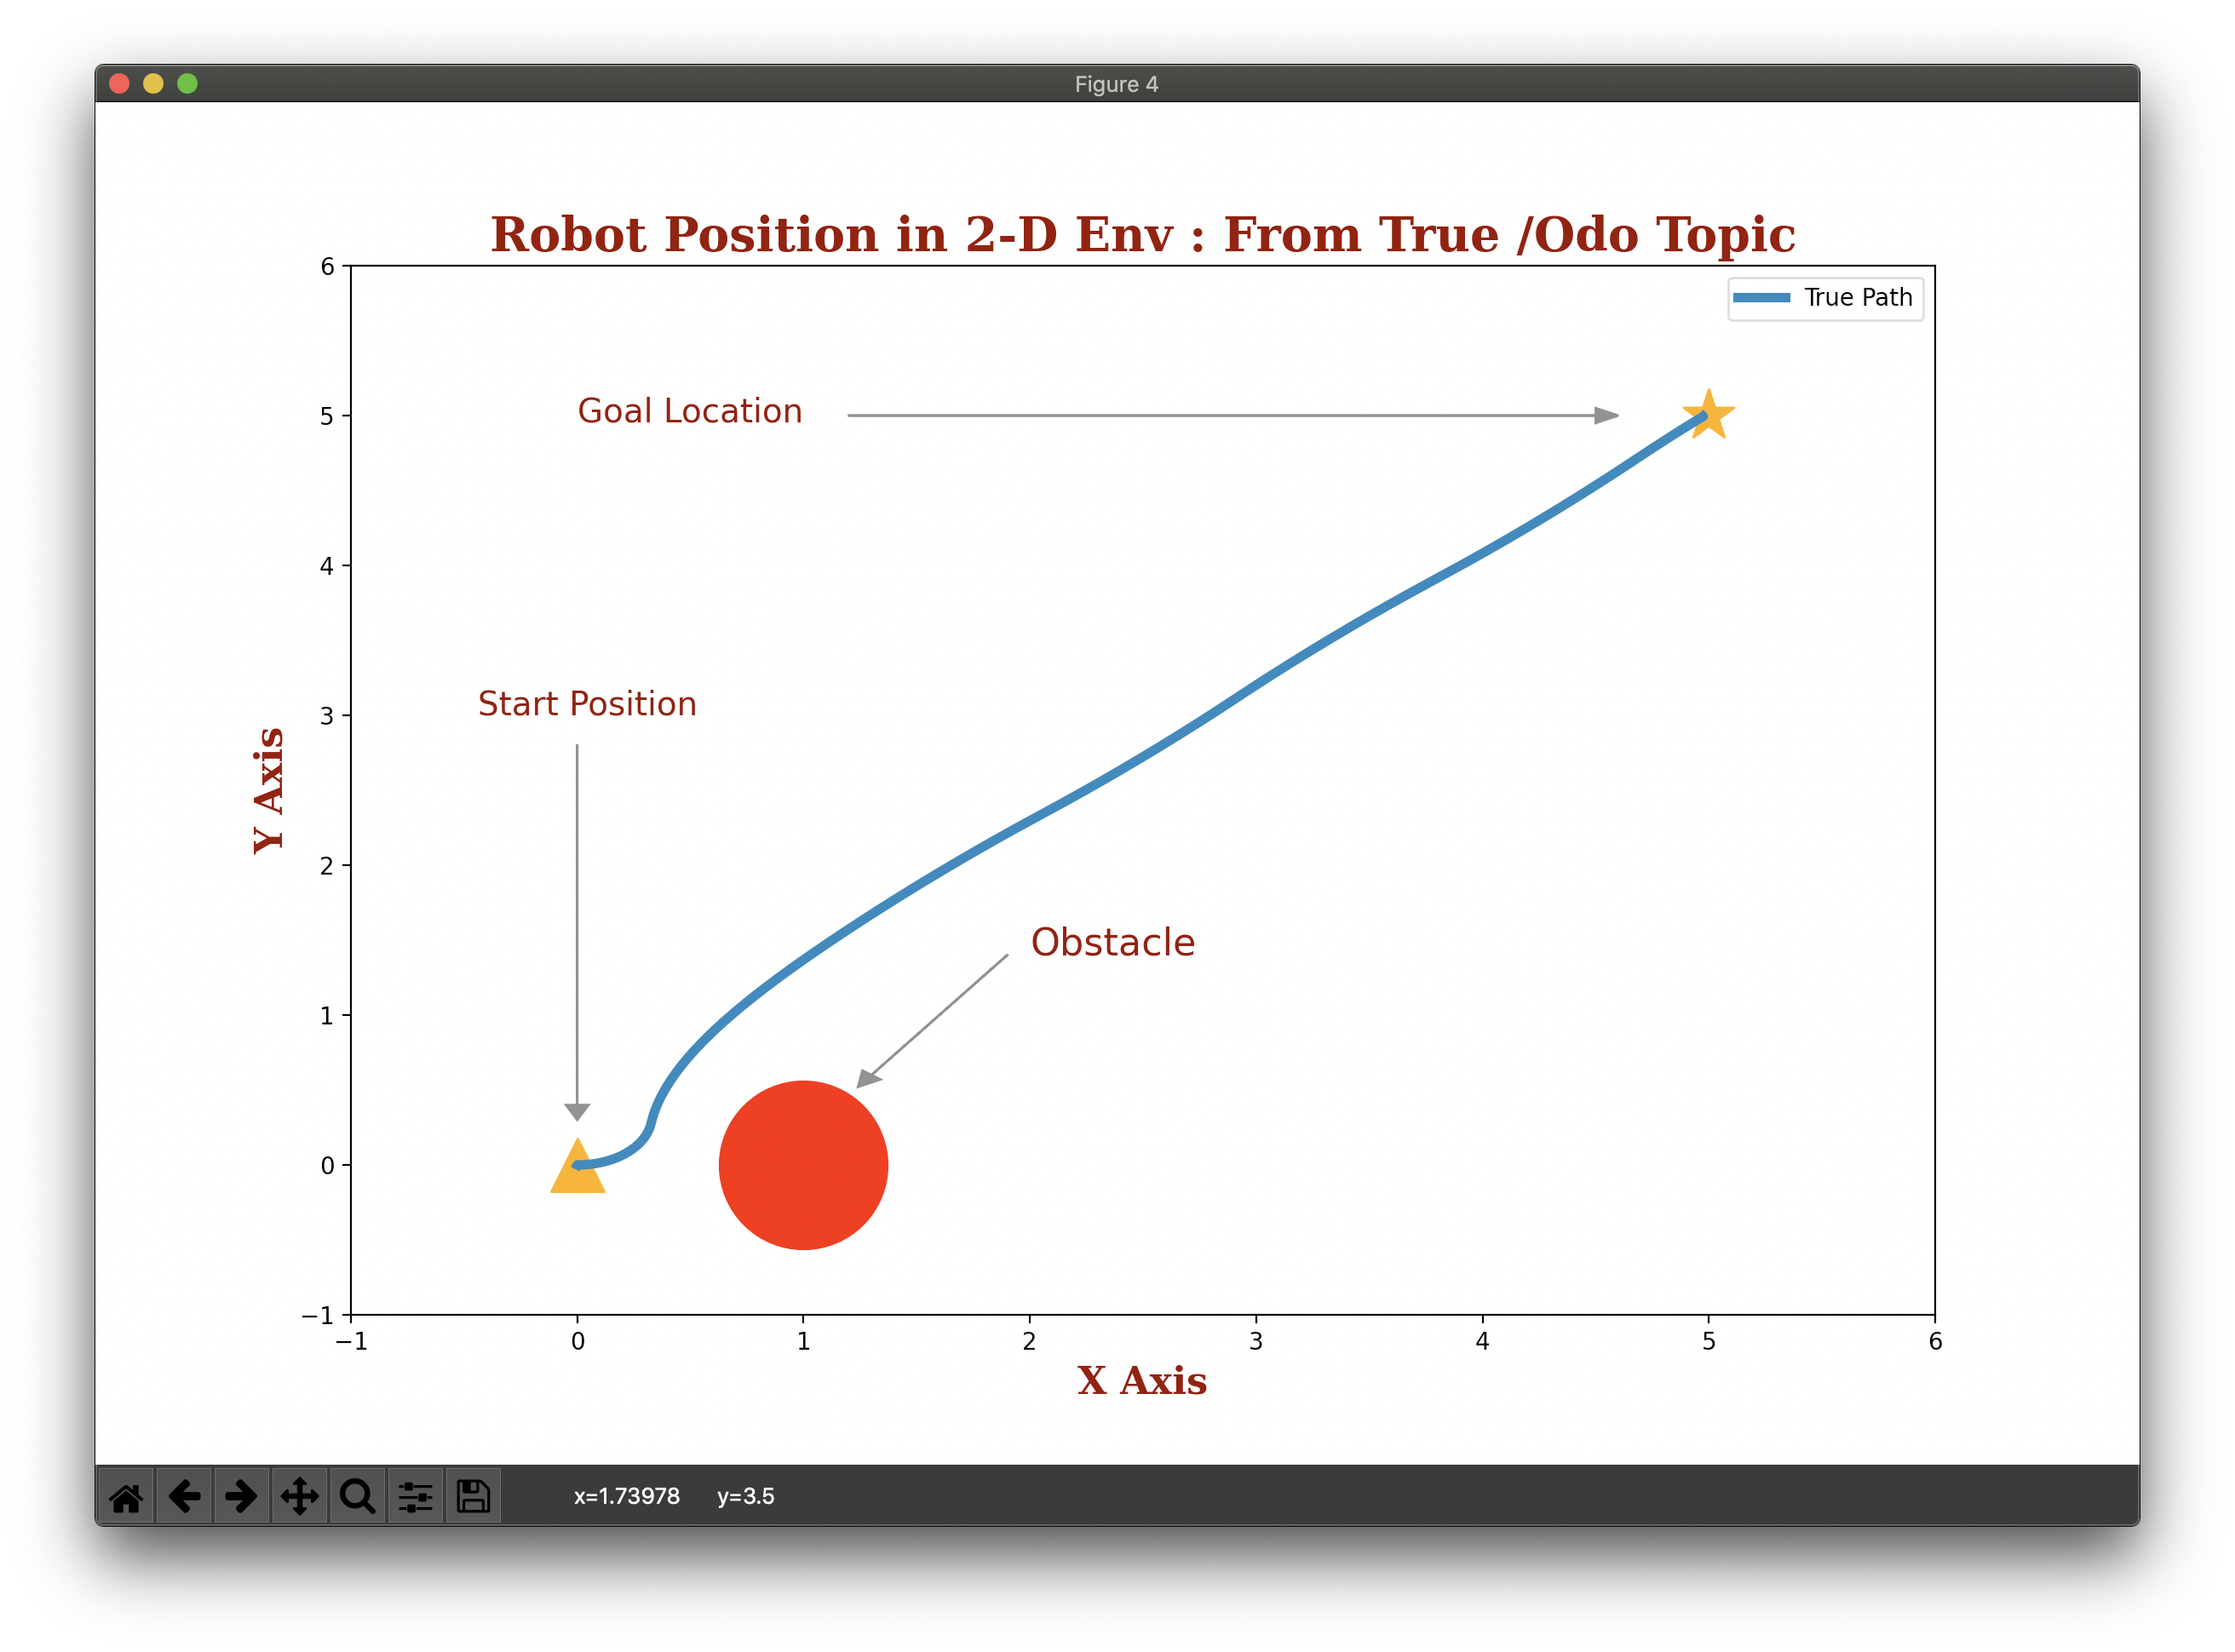 Figure 4
Robot Position in 2-D Env : From True /Odo Topic
True Path
6
5
4
3
2
1
0
−1
Y Axis
Goal Location
Start Position
Obstacle
−1 0 1 2 3 4 5 6
X Axis
x=1.73978 y=3.5